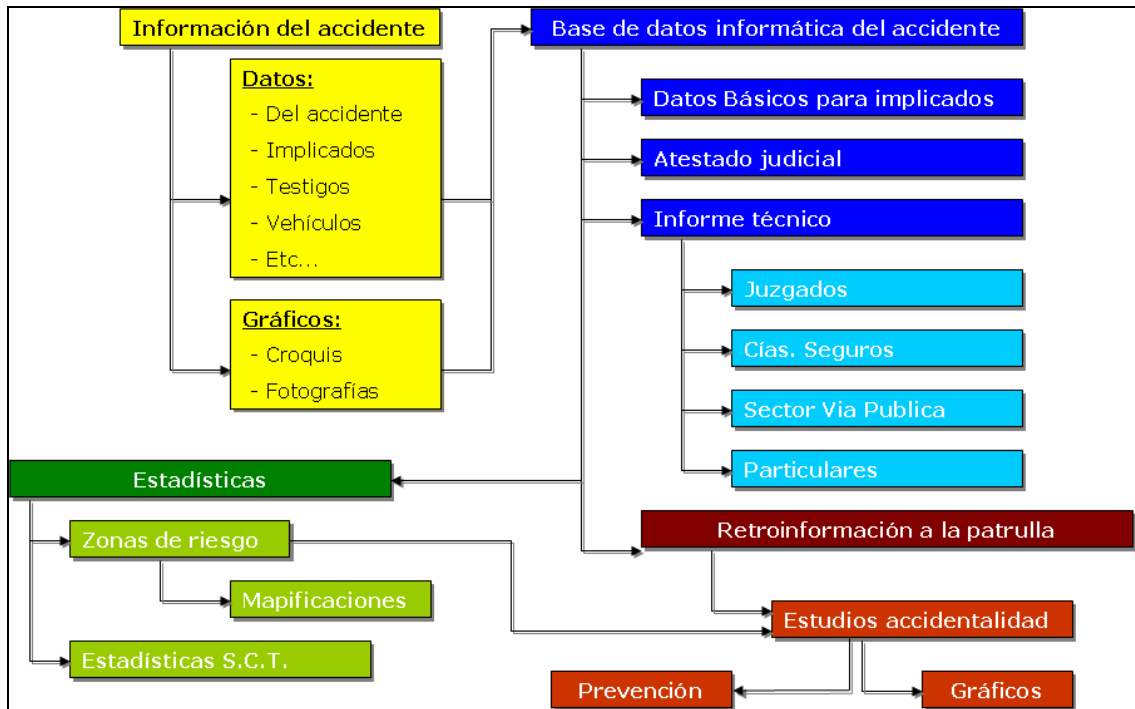 Información del accidente
Datos:
- Del accidente
- Implicados
- Testigos
- Vehículos
- Etc...
Gráficos:
- Croquis
- Fotografías
Base de datos informática del accidente
Datos Básicos para implicados
Atestado judicial
Informe técnico
Juzgados
Cías. Seguros
Sector Via Publica
Particulares
Estadísticas
Zonas de riesgo
Mapificaciones
Estadísticas S.C.T.
Retroinformación a la patrulla
Estudios accidentalidad
Prevención
Gráficos